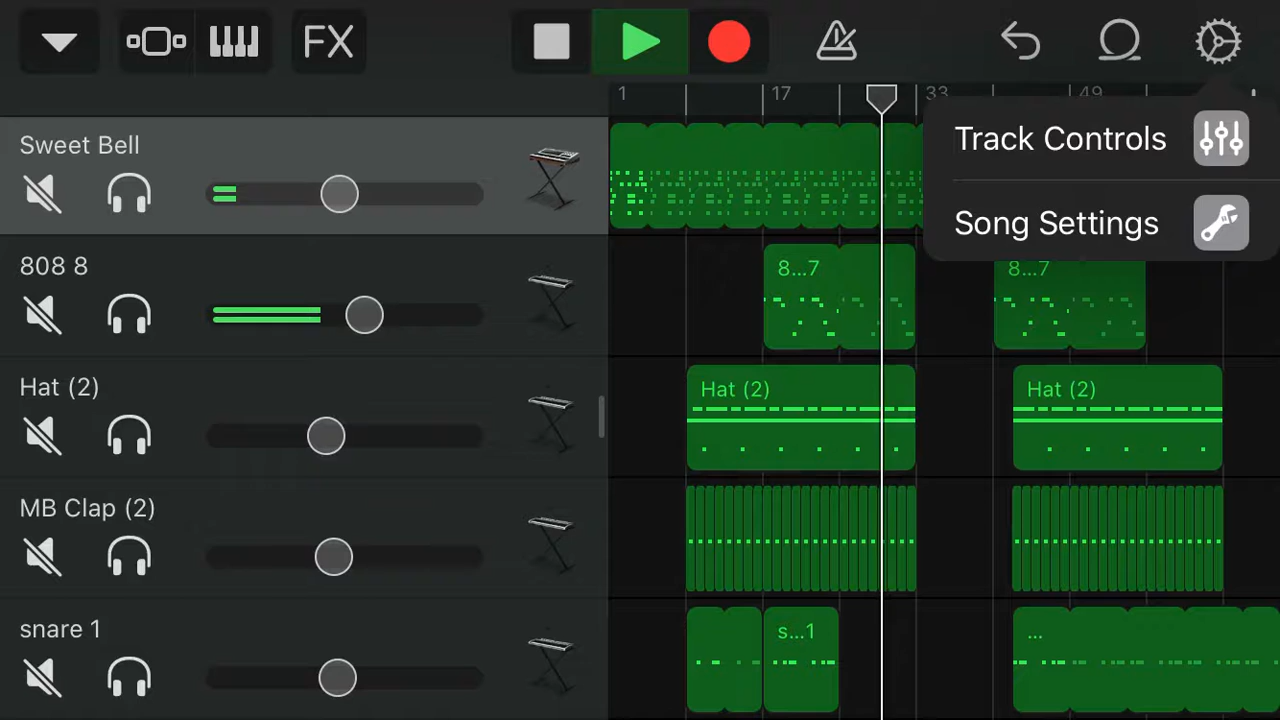 FX
1 17 33 49
Track Controls
Song Settings
Sweet Bell
808 8
8...7
8...7
Hat (2)
Hat (2)
Hat (2)
MB Clap (2)
snare 1
s...1
...